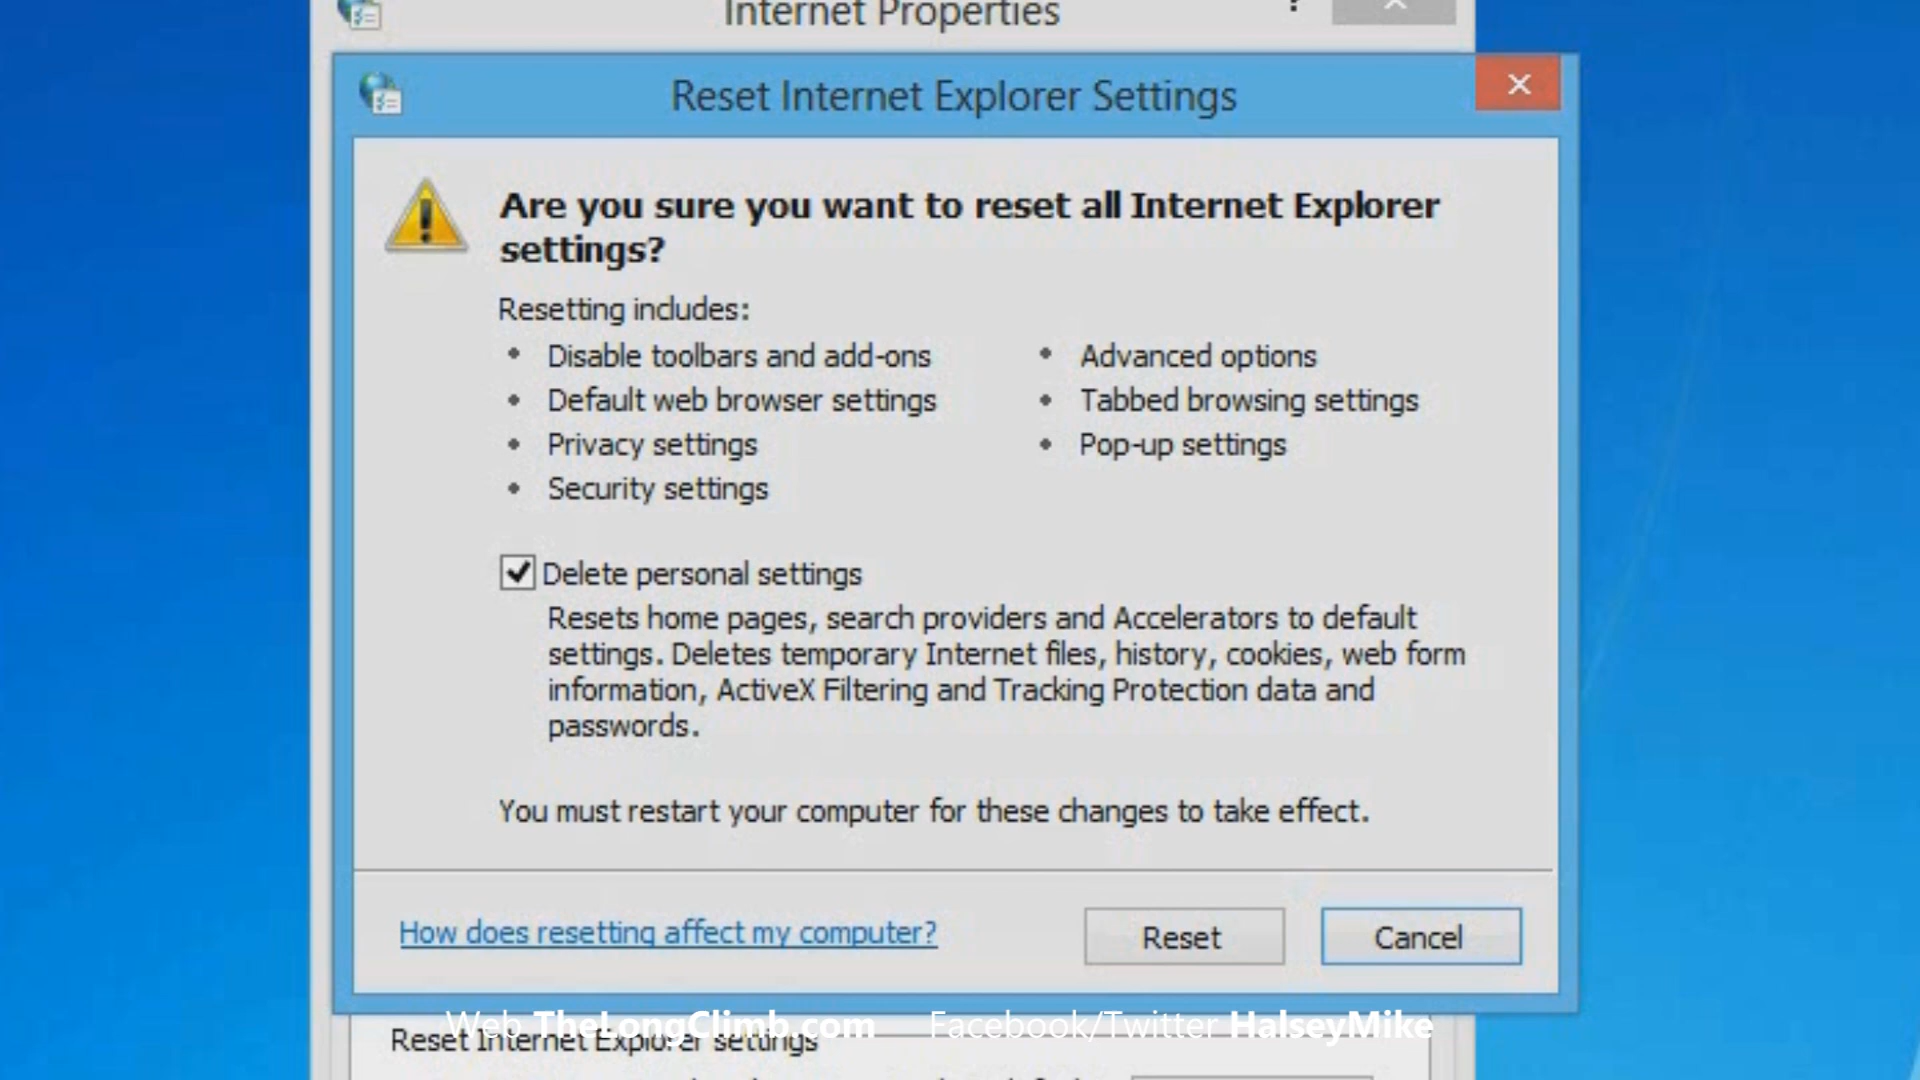 Internet Properties
?
Reset Internet Explorer Settings
Are you sure you want to reset all Internet Explorer
settings?
Resetting includes:
• Disable toolbars and add-ons
• Default web browser settings
• Privacy settings
• Security settings
• Advanced options
• Tabbed browsing settings
• Pop-up settings
Delete personal settings
Resets home pages, search providers and Accelerators to default
settings. Deletes temporary Internet files, history, cookies, web form
information, ActiveX Filtering and Tracking Protection data and
passwords.
You must restart your computer for these changes to take effect.
How does resetting affect my computer?
Reset
Cancel
Web TheLongClimb.com Facebook/Twitter HalseyMike
Reset Internet Explorer settings